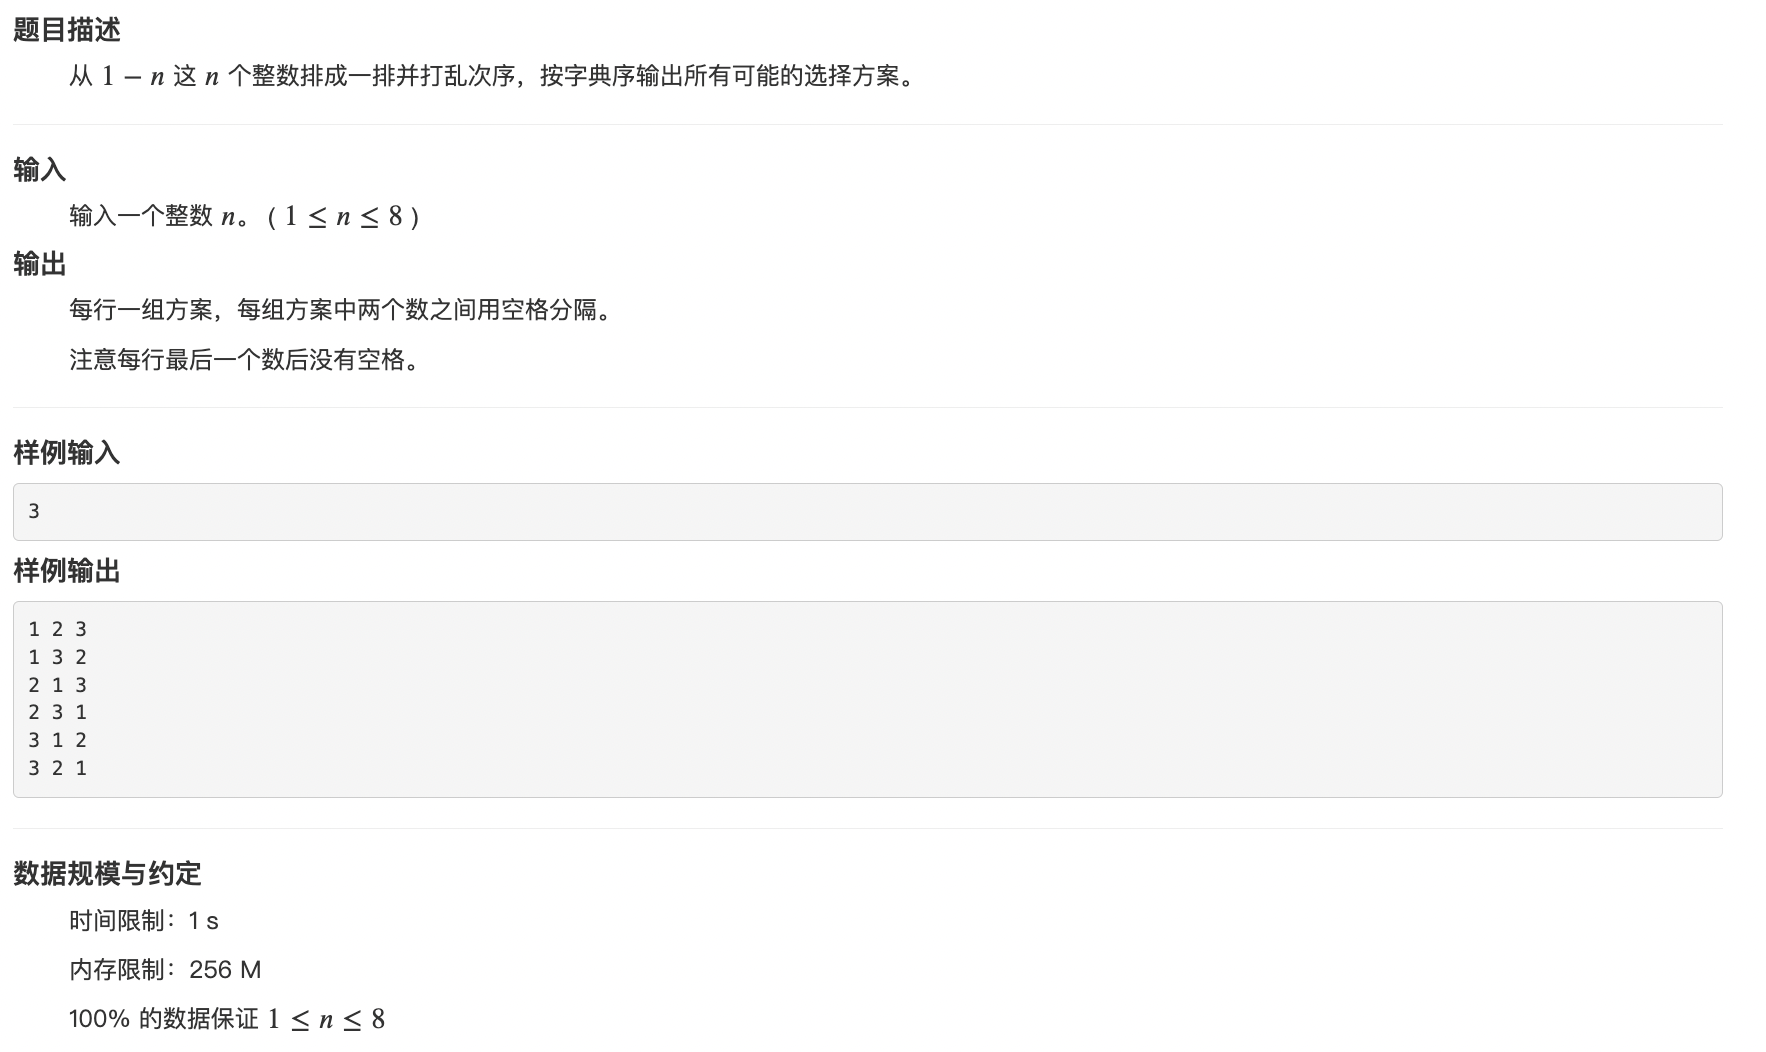 题目描述
从 1 − n 这 n 个整数排成一排并打乱次序，按字典序输出所有可能的选择方案。
输入
输入一个整数 n。 ( 1 ≤ n ≤ 8 )
输出
每行一组方案，每组方案中两个数之间用空格分隔。
注意每行最后一个数后没有空格。
样例输入
3
样例输出
1 2 3
1 3 2
2 1 3
2 3 1
3 1 2
3 2 1
数据规模与约定
时间限制：1 s
内存限制：256 M
100% 的数据保证 1 ≤ n ≤ 8